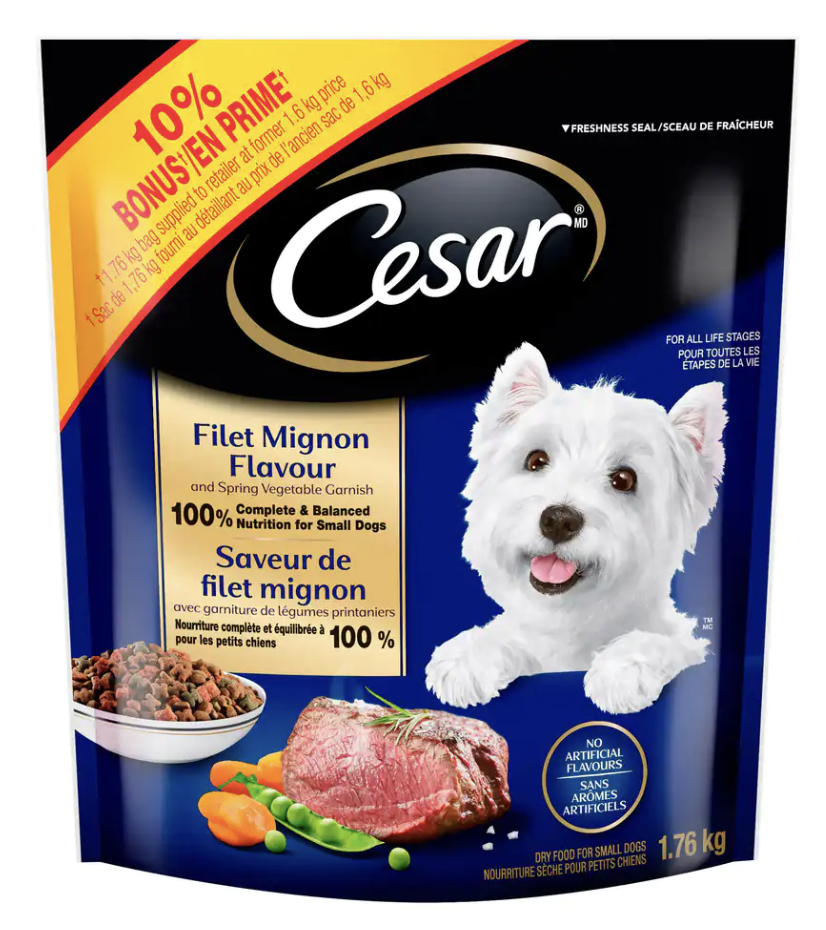 10%
BONUS†/EN PRIME†
†1.76 kg bag supplied to retailer at former 1.6 kg price
† Sac de 1,76 kg fourni au détaillant au prix de l'ancien sac de 1,6 kg
▼FRESHNESS SEAL/SCEAU DE FRAÎCHEUR
Cesar®
MD
FOR ALL LIFE STAGES
POUR TOUTES LES
ÉTAPES DE LA VIE
Filet Mignon
Flavour
and Spring Vegetable Garnish
100% Complete & Balanced
Nutrition for Small Dogs
Saveur de
filet mignon
avec garniture de légumes printaniers
Nourriture complète et équilibrée à
pour les petits chiens 100 %
TM
MC
NO
ARTIFICIAL
FLAVOURS
SANS
ARÔMES
ARTIFICIELS
DRY FOOD FOR SMALL DOGS
NOURRITURE SÈCHE POUR PETITS CHIENS
1.76 kg